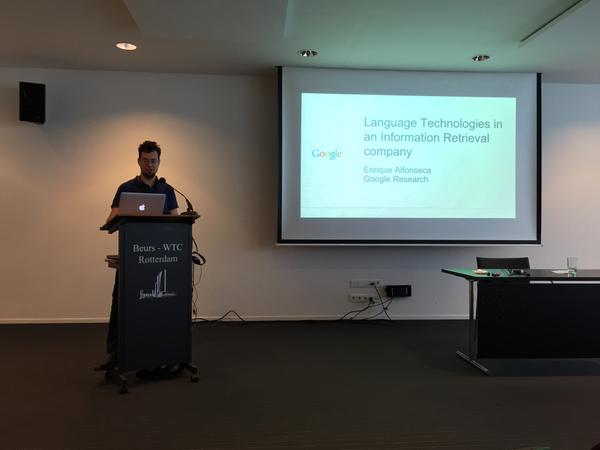 Language Technologies in
an Information Retrieval
company
Google
Enrique Alfonseca
Google Research
Beurs - WTC
Rotterdam